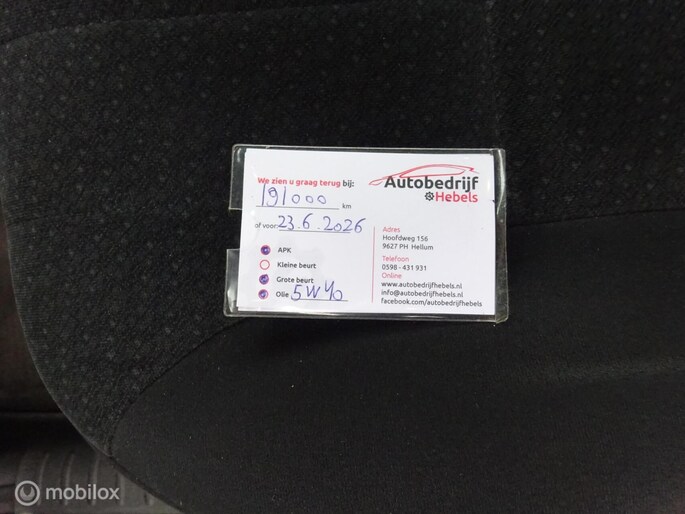 We zien u graag terug bij:
191000 km
of voor: 23.6.2026
APK
Kleine beurt
Grote beurt
Olie 5W40
Autobedrijf
Hebels
Adres
Hoofdweg 156
9627 PH Hellum
Telefoon
0598 - 431 931
Online
www.autobedrijfhebels.nl
info@autobedrijfhebels.nl
facebook.com/autobedrijfhebels
mobilox